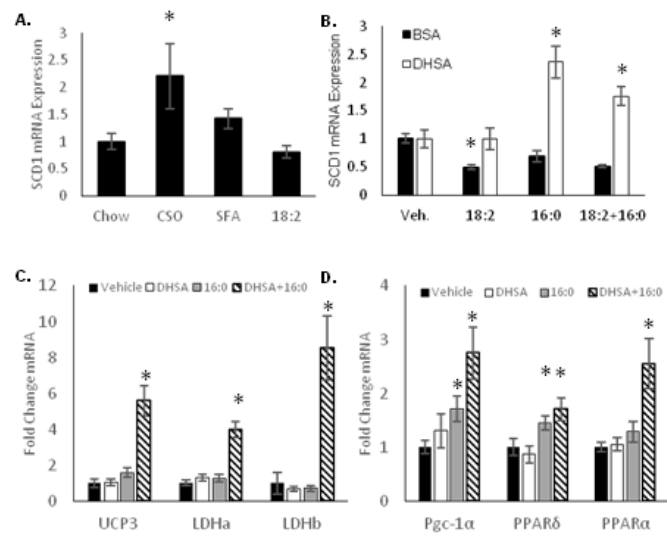 A.
SCD1 mRNA Expression
3
2.5
2
1.5
1
0.5
0
*
Chow CSO SFA 18:2
B.
BSA
DHSA
SCD1 mRNA Expression
3
2.5
2
1.5
1
0.5
0
* * *
Veh. 18:2 16:0 18:2+16:0
C.
Vehicle DHSA 16:0 DHSA+16:0
Fold Change mRNA
12
10
8
6
4
2
0
* * *
UCP3 LDHa LDHb
D.
Vehicle DHSA 16:0 DHSA+16:0
Fold Change mRNA
4
3
2
1
0
* * * * *
Pgc-1α PPARδ PPARα